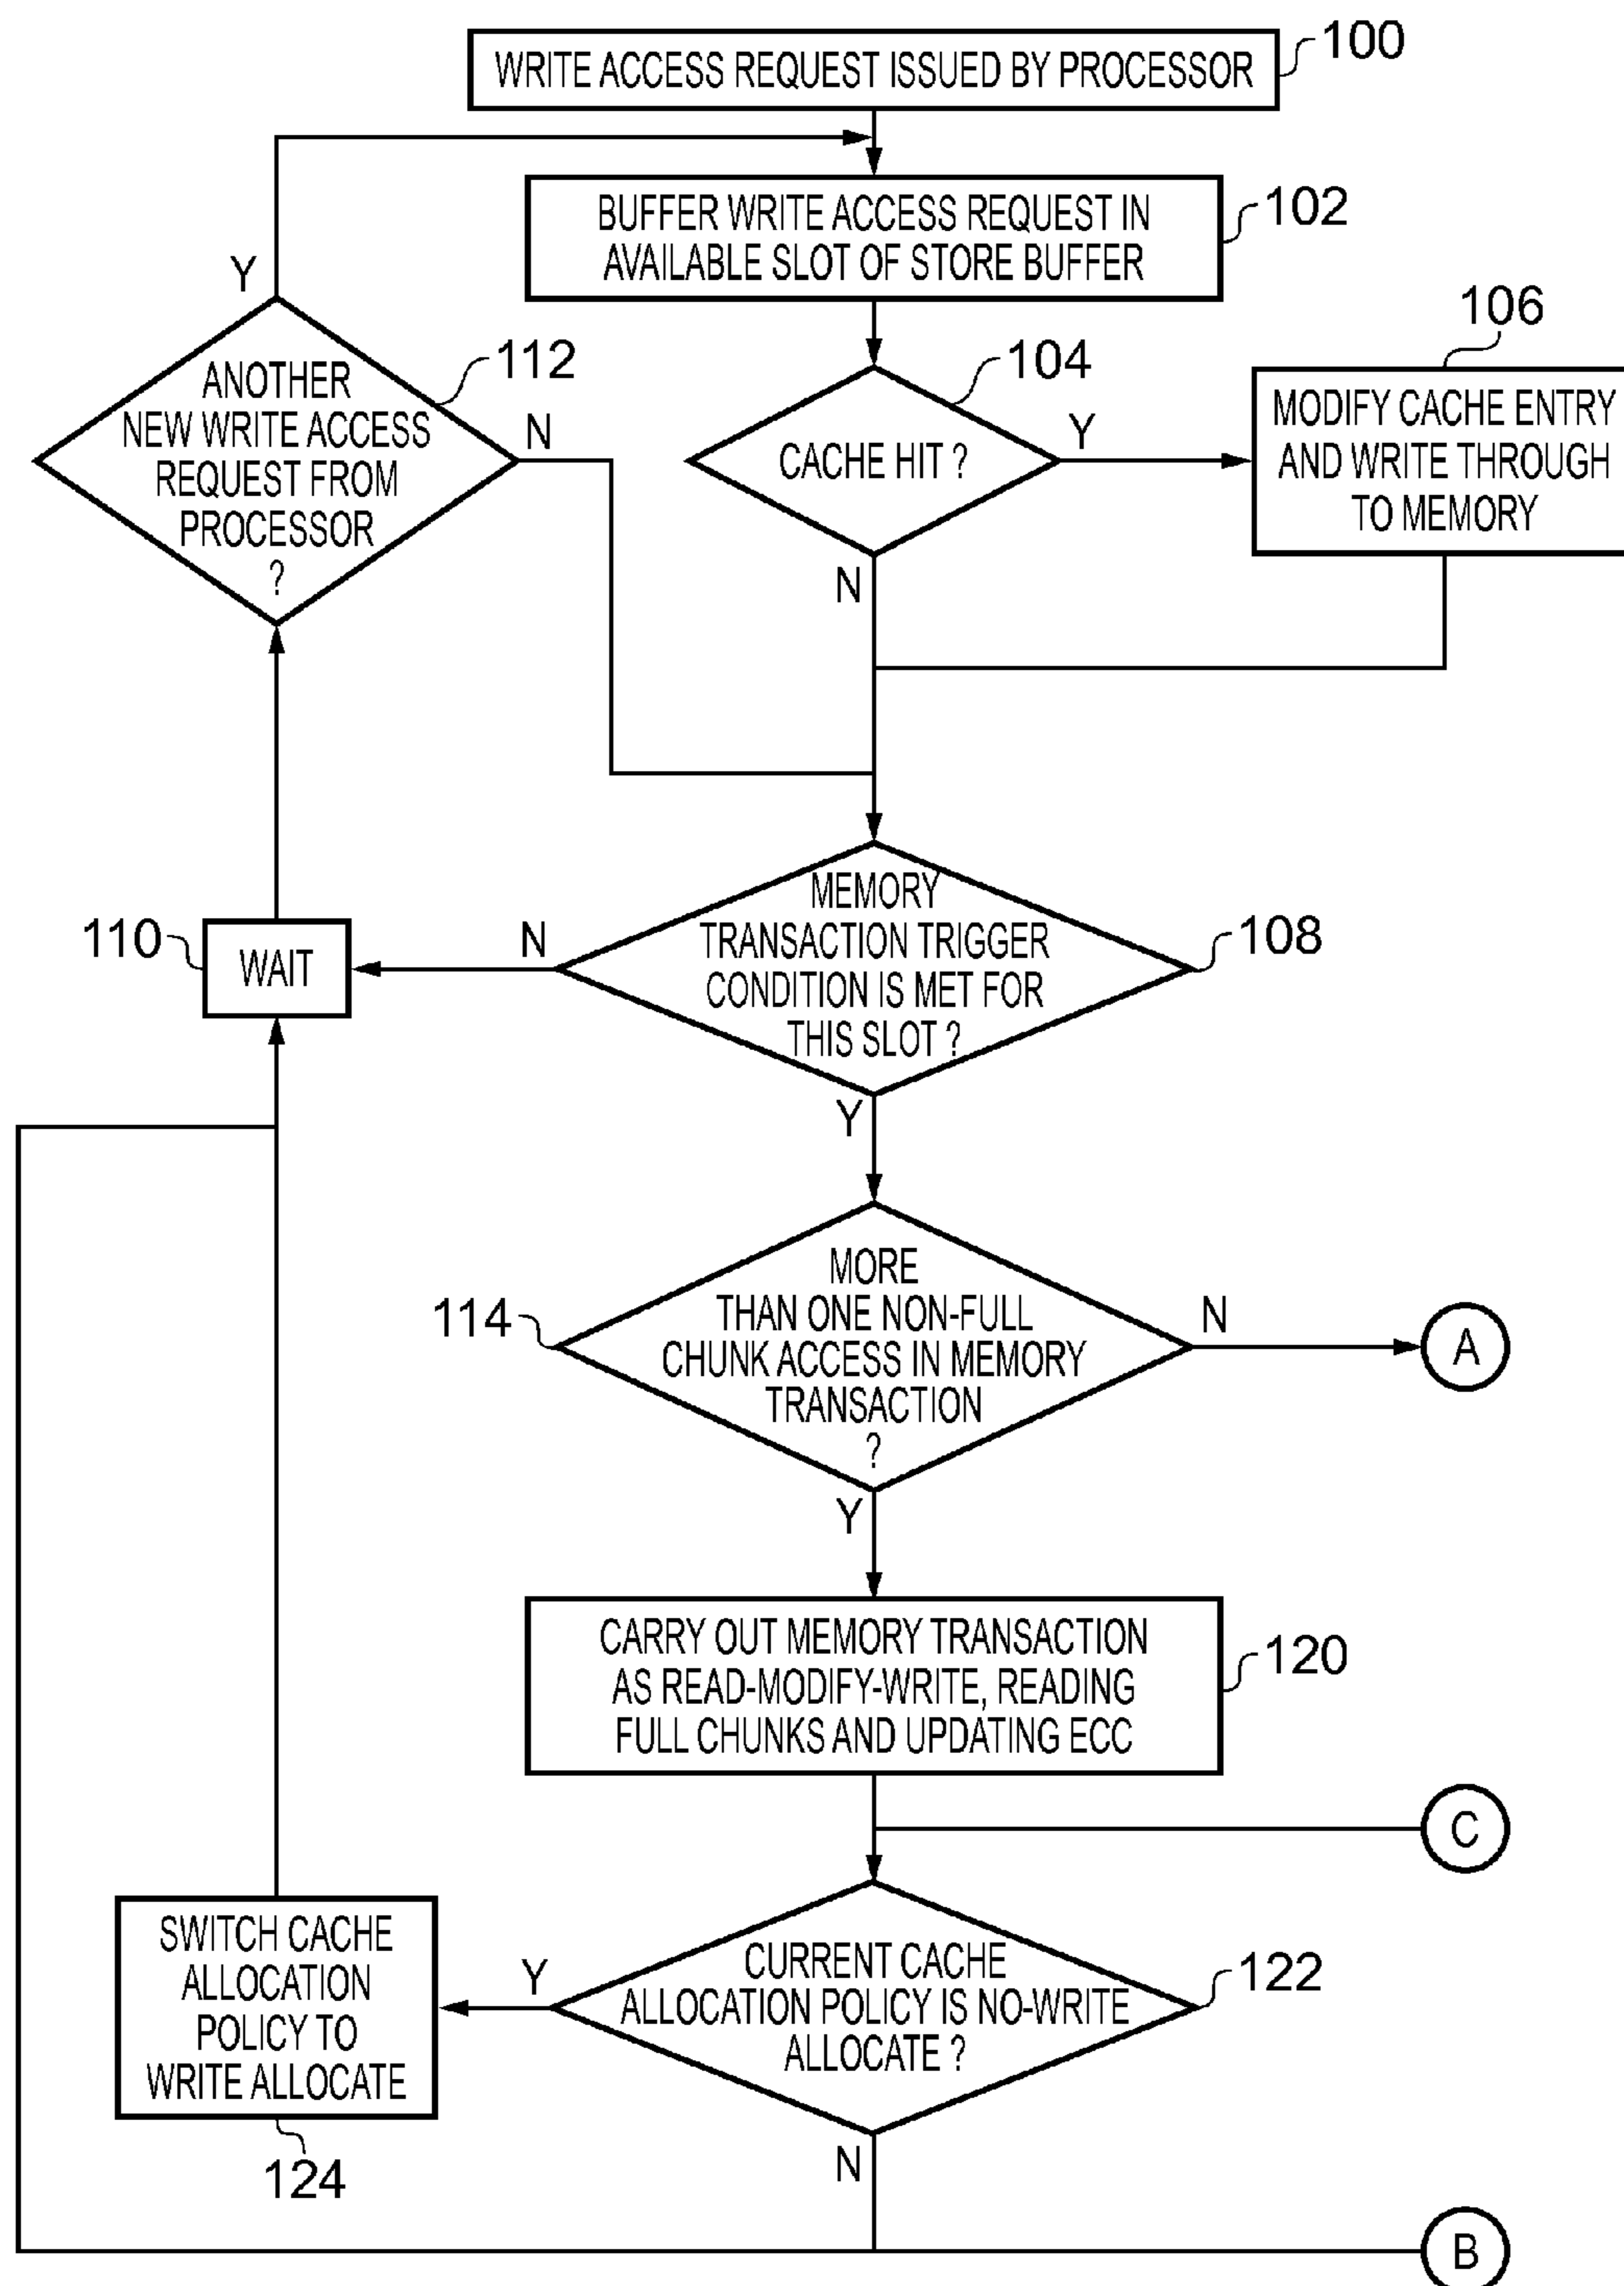 WRITE ACCESS REQUEST ISSUED BY PROCESSOR
100
BUFFER WRITE ACCESS REQUEST IN
AVAILABLE SLOT OF STORE BUFFER
102
Y
ANOTHER
NEW WRITE ACCESS
REQUEST FROM
PROCESSOR
?
112
N
CACHE HIT ?
104
Y
N
106
MODIFY CACHE ENTRY
AND WRITE THROUGH
TO MEMORY
110
WAIT
N
MEMORY
TRANSACTION TRIGGER
CONDITION IS MET FOR
THIS SLOT ?
108
Y
114
MORE
THAN ONE NON-FULL
CHUNK ACCESS IN MEMORY
TRANSACTION
?
N
A
Y
CARRY OUT MEMORY TRANSACTION
AS READ-MODIFY-WRITE, READING
FULL CHUNKS AND UPDATING ECC
120
C
SWITCH CACHE
ALLOCATION
POLICY TO
WRITE ALLOCATE
124
Y
CURRENT CACHE
ALLOCATION POLICY IS NO-WRITE
ALLOCATE ?
122
N
B